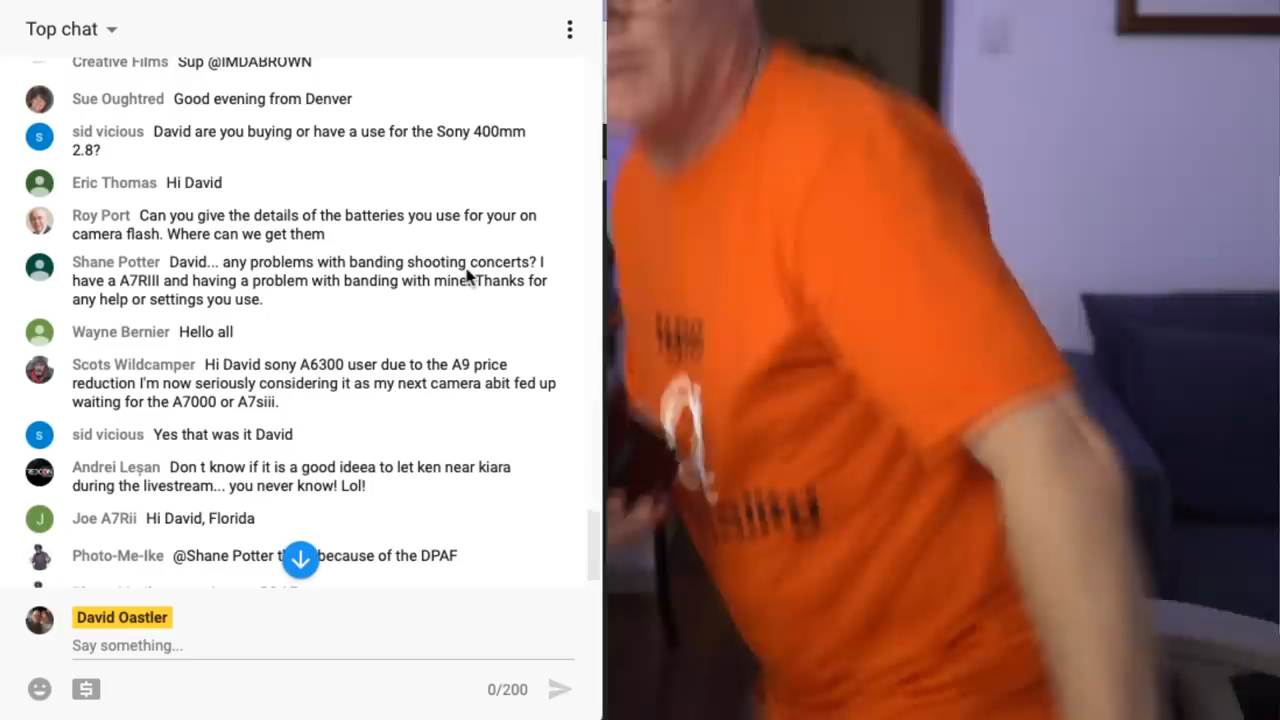 Top chat
Creative Films Sup @IMDABROWN
Sue Oughtred Good evening from Denver
sid vicious David are you buying or have a use for the Sony 400mm
2.8?
Eric Thomas Hi David
Roy Port Can you give the details of the batteries you use for your on
camera flash. Where can we get them
Shane Potter David... any problems with banding shooting concerts? I
have a A7RIII and having a problem with banding with mine. Thanks for
any help or settings you use.
Wayne Bernier Hello all
Scots Wildcamper Hi David sony A6300 user due to the A9 price
reduction I'm now seriously considering it as my next camera abit fed up
waiting for the A7000 or A7siii.
sid vicious Yes that was it David
Andrei Leşan Don t know if it is a good ideea to let ken near kiara
during the livestream... you never know! Lol!
Joe A7Rii Hi David, Florida
Photo-Me-Ike @Shane Potter because of the DPAF
David Oastler
Say something...
0/200